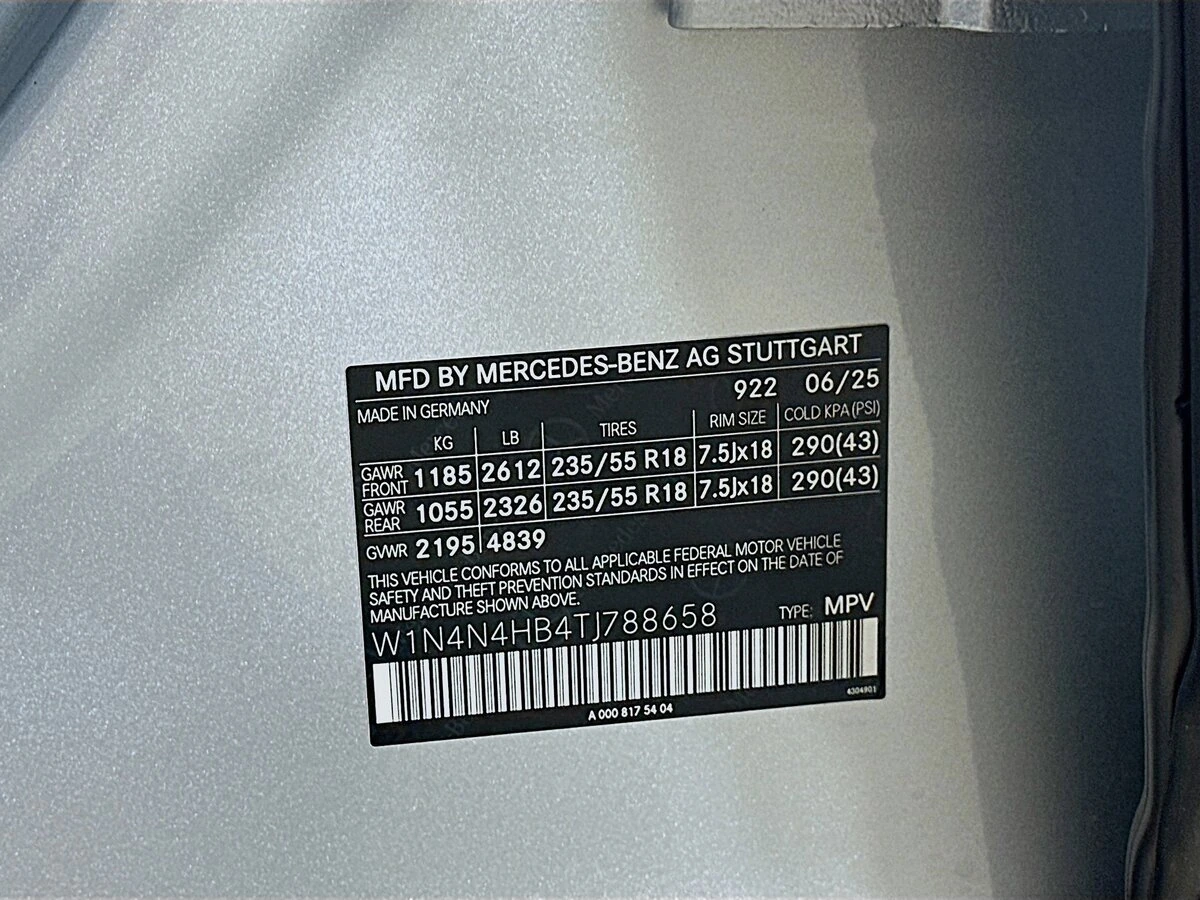 MFD BY MERCEDES-BENZ AG STUTTGART
922 06/25
MADE IN GERMANY
KG LB TIRES RIM SIZE COLD KPA(PSI)
GAWR FRONT 1185 2612 235/55 R18 7.5Jx18 290(43)
GAWR REAR 1055 2326 235/55 R18 7.5Jx18 290(43)
GVWR 2195 4839
THIS VEHICLE CONFORMS TO ALL APPLICABLE FEDERAL MOTOR VEHICLE
SAFETY AND THEFT PREVENTION STANDARDS IN EFFECT ON THE DATE OF
MANUFACTURE SHOWN ABOVE.
W1N4N4HB4TJ788658 TYPE: MPV
4304901
A 000 817 54 04